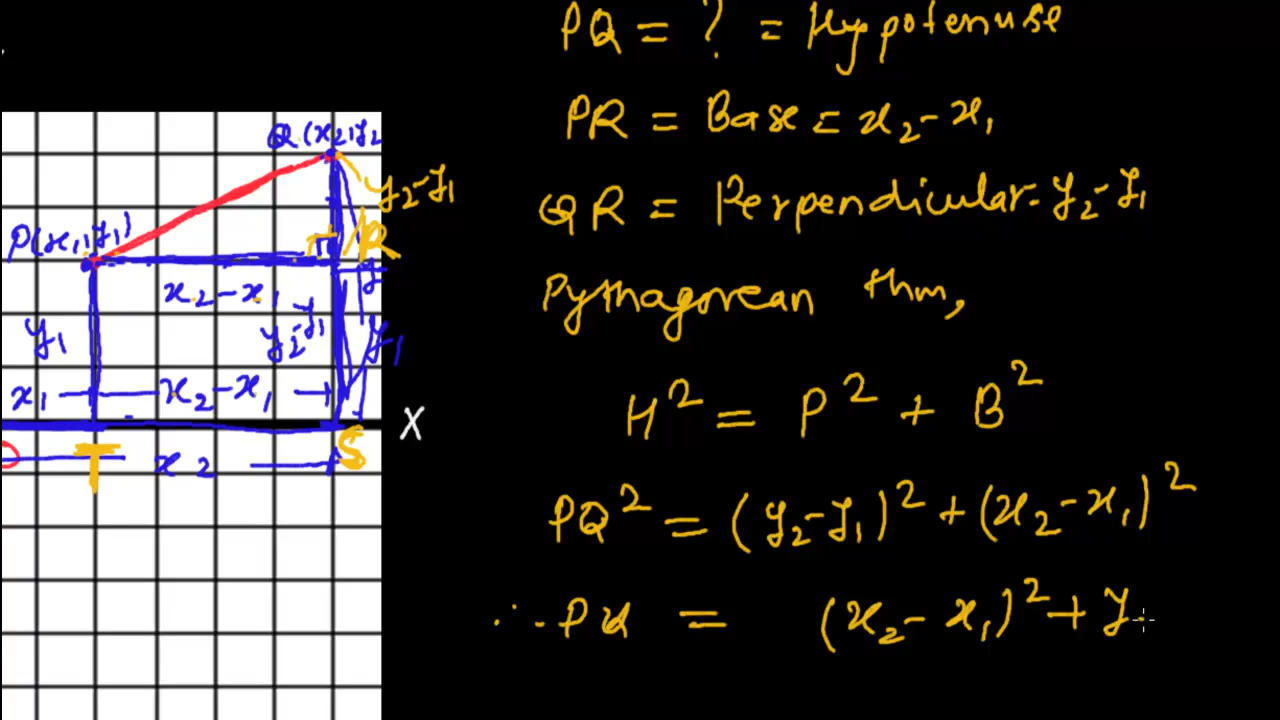 PQ = ? = Hypotenuse
PR = Base = x₂-x₁
QR = Perpendicular = y₂-y₁
Pythagorean thm,
H² = P² + B²
PQ² = (y₂-y₁)² + (x₂-x₁)²
∴ PQ = (x₂-x₁)² + y
Q(x₂,y₂
y₂-y₁
P(x₁,y₁)
R
x₂-x₁
y₁
y₂-y₁
y₁
x₁
x₂-x₁
X
T
S
x₂